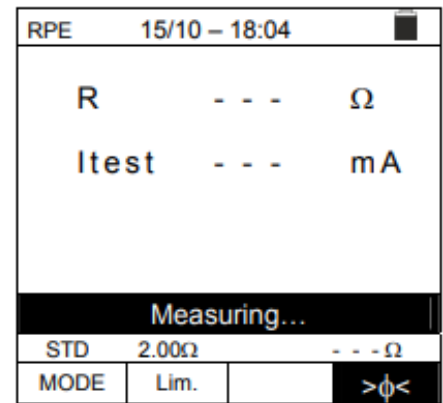 RPE 15/10 – 18:04
R - - - Ω
Itest - - - mA
Measuring...
STD 2.00Ω - - -Ω
MODE Lim. >ϕ<